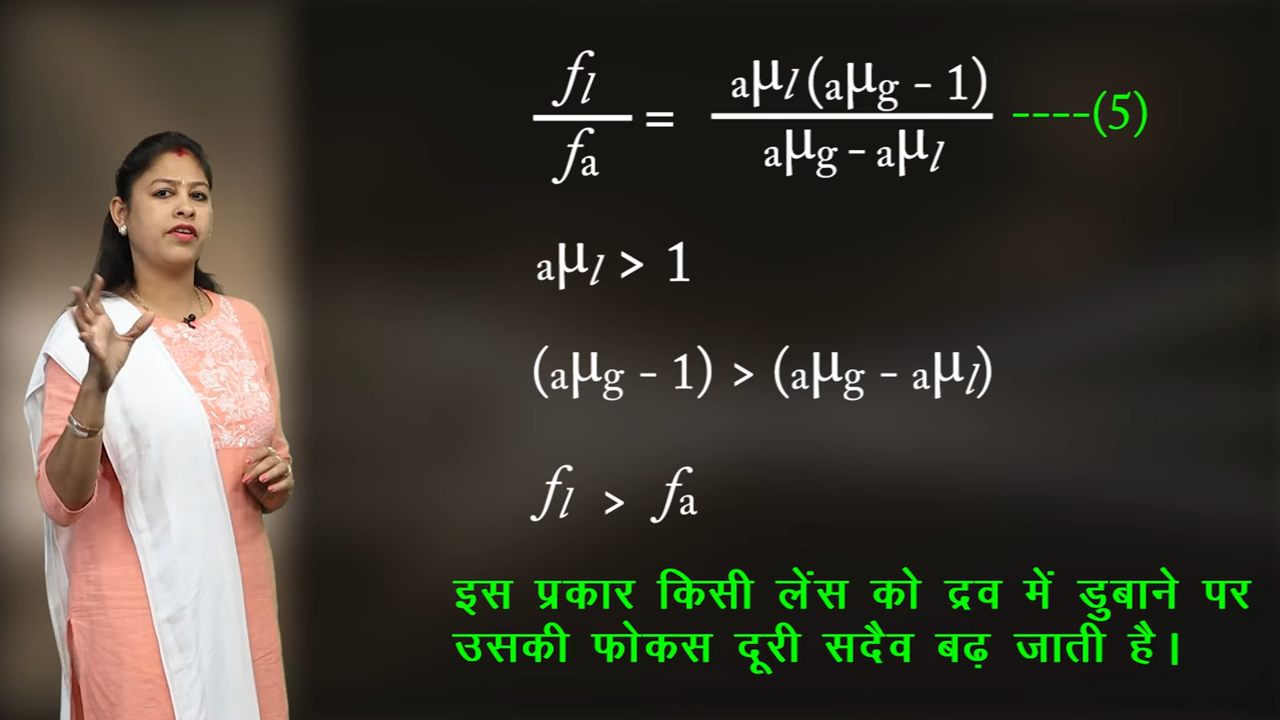 fl / fa = aμl (aμg - 1) / aμg - aμl ----(5)
aμl > 1
(aμg - 1) > (aμg - aμl)
fl > fa
इस प्रकार किसी लेंस को द्रव में डुबाने पर
उसकी फोकस दूरी सदैव बढ़ जाती है।